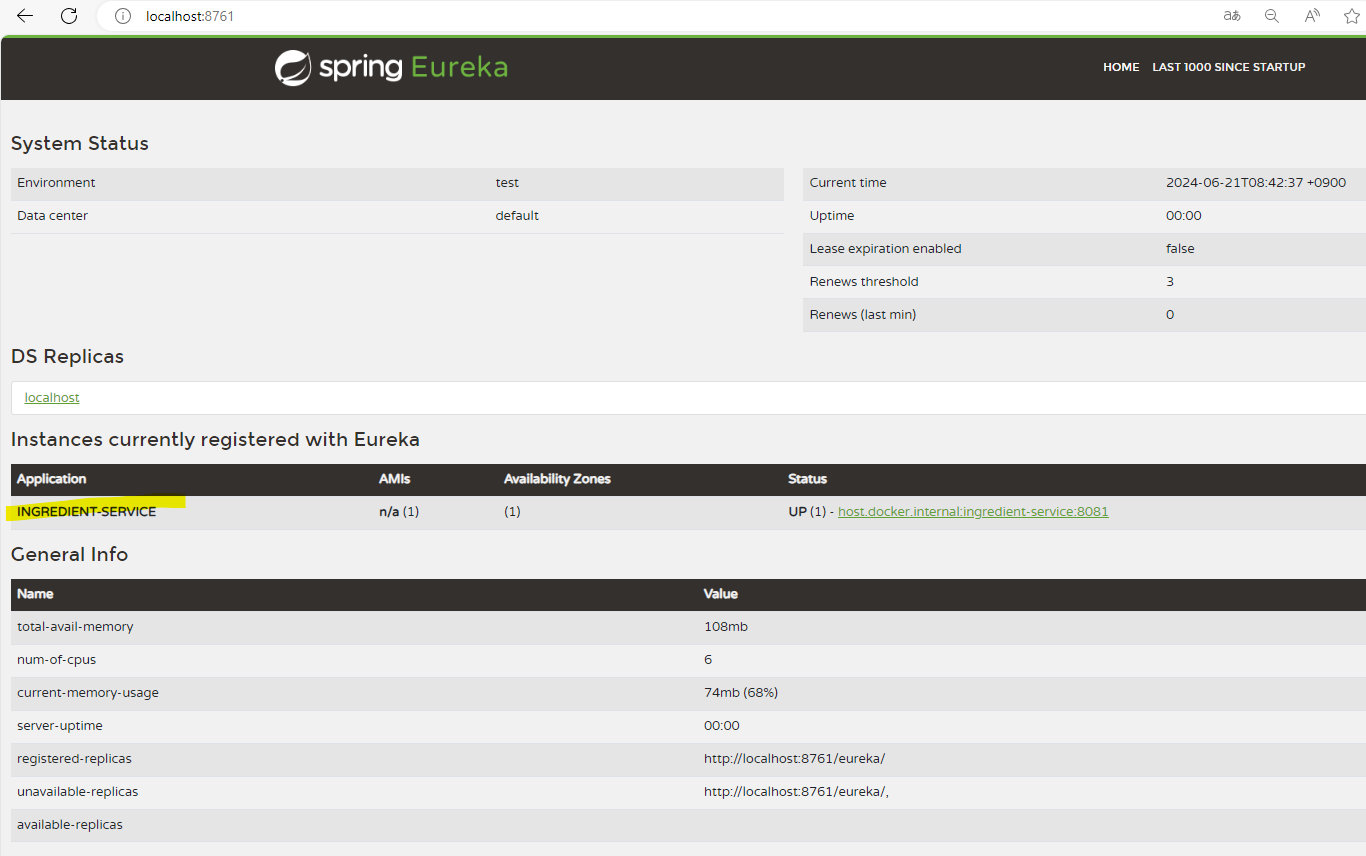 localhost:8761
spring Eureka
HOME LAST 1000 SINCE STARTUP
System Status
Environment test
Data center default
Current time 2024-06-21T08:42:37 +0900
Uptime 00:00
Lease expiration enabled false
Renews threshold 3
Renews (last min) 0
DS Replicas
localhost
Instances currently registered with Eureka
Application AMIs Availability Zones Status
INGREDIENT-SERVICE n/a (1) (1) UP (1) - host.docker.internal:ingredient-service:8081
General Info
Name Value
total-avail-memory 108mb
num-of-cpus 6
current-memory-usage 74mb (68%)
server-uptime 00:00
registered-replicas http://localhost:8761/eureka/
unavailable-replicas http://localhost:8761/eureka/,
available-replicas